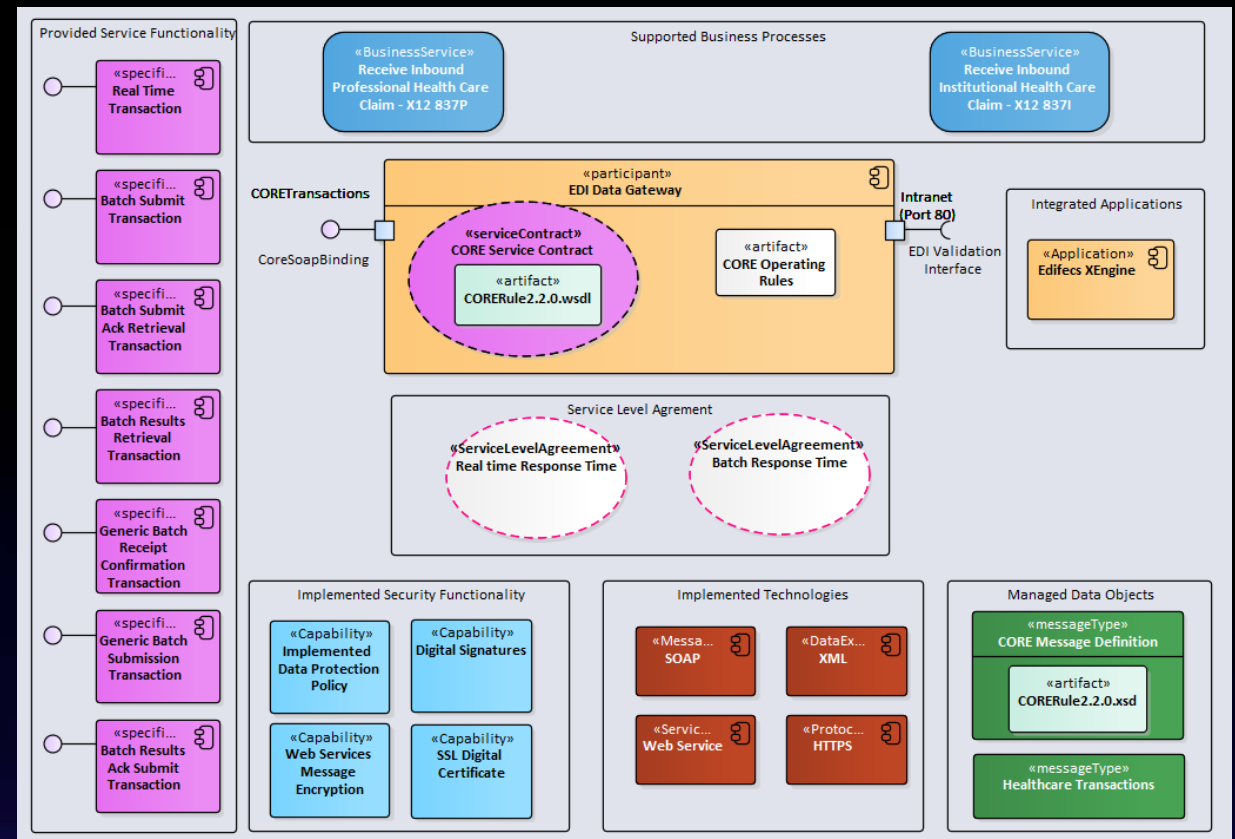 Provided Service Functionality
«specifi...
Real Time
Transaction
«specifi...
Batch Submit
Transaction
«specifi...
Batch Submit
Ack Retrieval
Transaction
«specifi...
Batch Results
Retrieval
Transaction
«specifi...
Generic Batch
Receipt
Confirmation
Transaction
«specifi...
Generic Batch
Submission
Transaction
«specifi...
Batch Results
Ack Submit
Transaction
Supported Business Processes
«BusinessService»
Receive Inbound
Professional Health Care
Claim - X12 837P
«BusinessService»
Receive Inbound
Institutional Health Care
Claim - X12 837I
CORETransactions
CoreSoapBinding
«participant»
EDI Data Gateway
«serviceContract»
CORE Service Contract
«artifact»
CORERule2.2.0.wsdl
«artifact»
CORE Operating
Rules
Intranet
(Port 80)
EDI Validation
Interface
Integrated Applications
«Application»
Edifecs XEngine
Service Level Agrement
«ServiceLevelAgreement»
Real time Response Time
«ServiceLevelAgreement»
Batch Response Time
Implemented Security Functionality
«Capability»
Implemented
Data Protection
Policy
«Capability»
Digital Signatures
«Capability»
Web Services
Message
Encryption
«Capability»
SSL Digital
Certificate
Implemented Technologies
«Messa...
SOAP
«DataEx...
XML
«Servic...
Web Service
«Protoc...
HTTPS
Managed Data Objects
«messageType»
CORE Message Definition
«artifact»
CORERule2.2.0.xsd
«messageType»
Healthcare Transactions